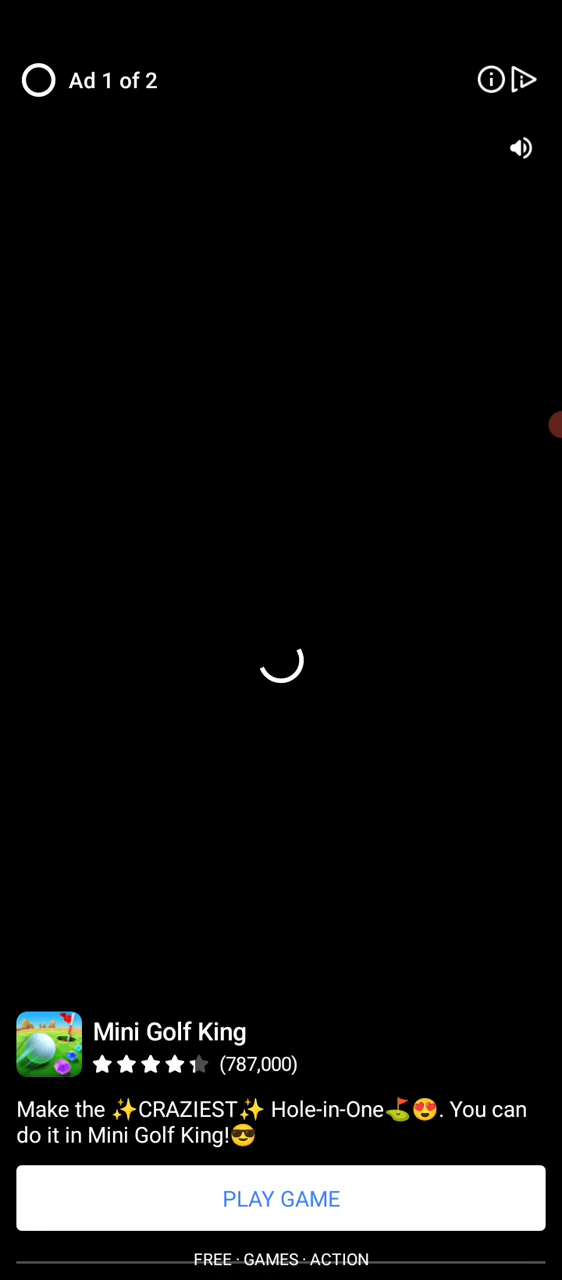 Ad 1 of 2
Mini Golf King
(787,000)
Make the ✨CRAZIEST✨ Hole-in-One⛳😍. You can
do it in Mini Golf King!😎
PLAY GAME
FREE · GAMES · ACTION